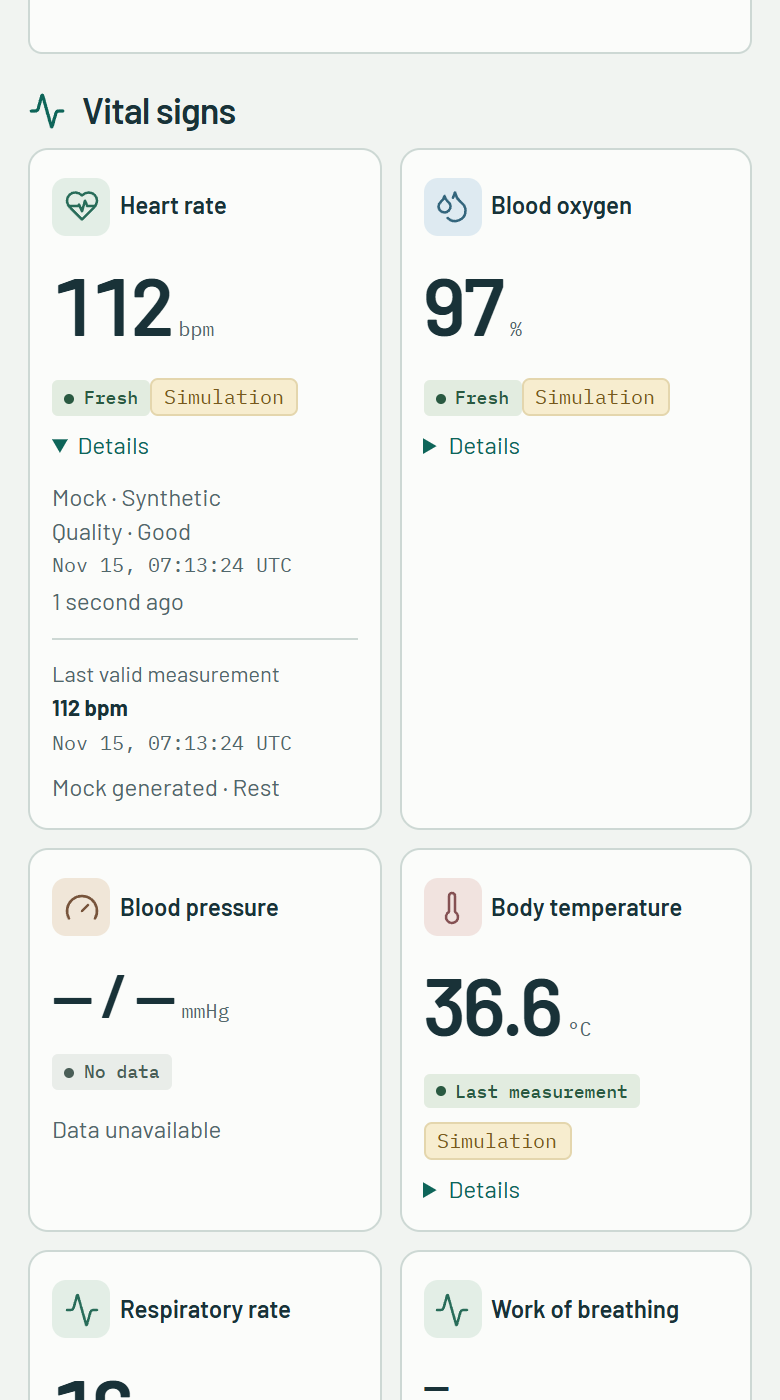 Vital signs
Heart rate
112 bpm
Fresh Simulation
Details
Mock · Synthetic
Quality · Good
Nov 15, 07:13:24 UTC
1 second ago
Last valid measurement
112 bpm
Nov 15, 07:13:24 UTC
Mock generated · Rest
Blood oxygen
97 %
Fresh Simulation
Details
Blood pressure
—/— mmHg
No data
Data unavailable
Body temperature
36.6 °C
Last measurement
Simulation
Details
Respiratory rate
Work of breathing
—